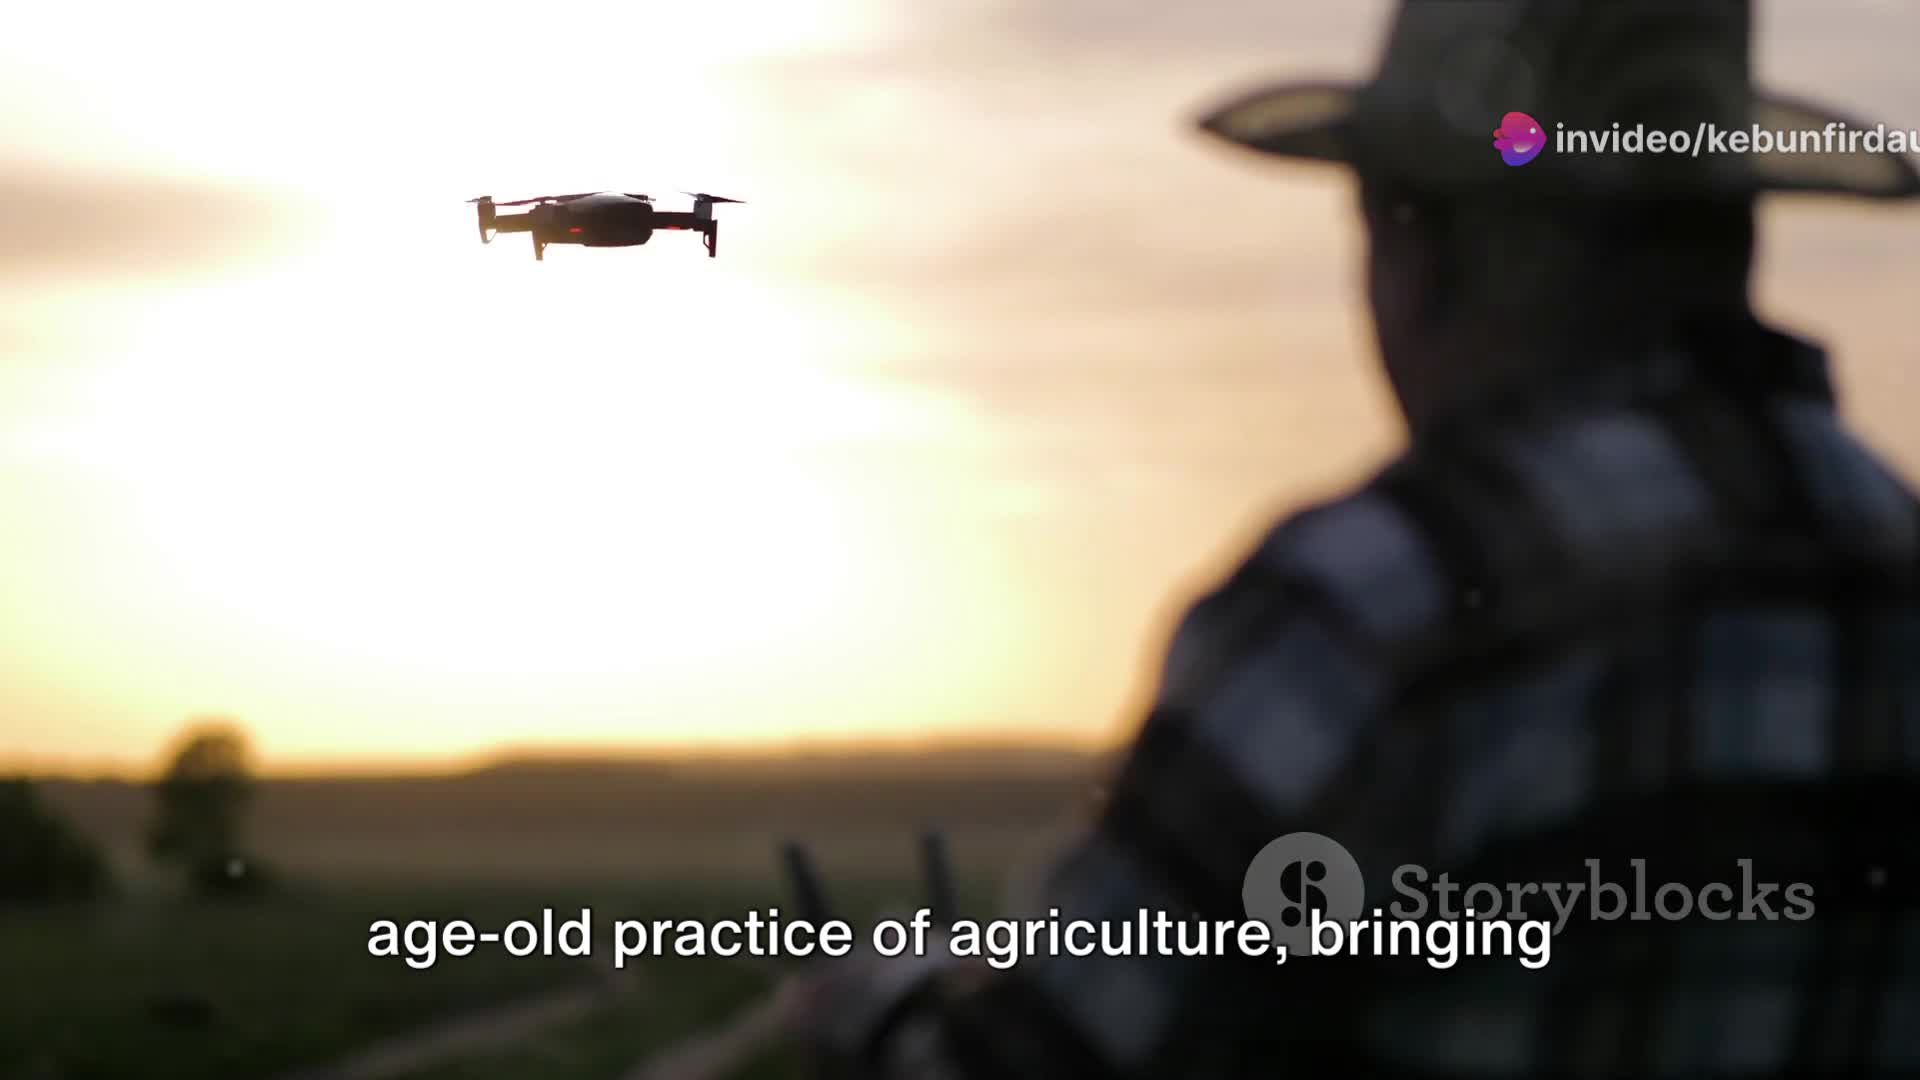 invideo/kebunfirdau
Storyblocks
age-old practice of agriculture, bringing